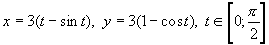 x = 3(t − sin t), y = 3(1 − cos t), t ∈ [0; π/2]